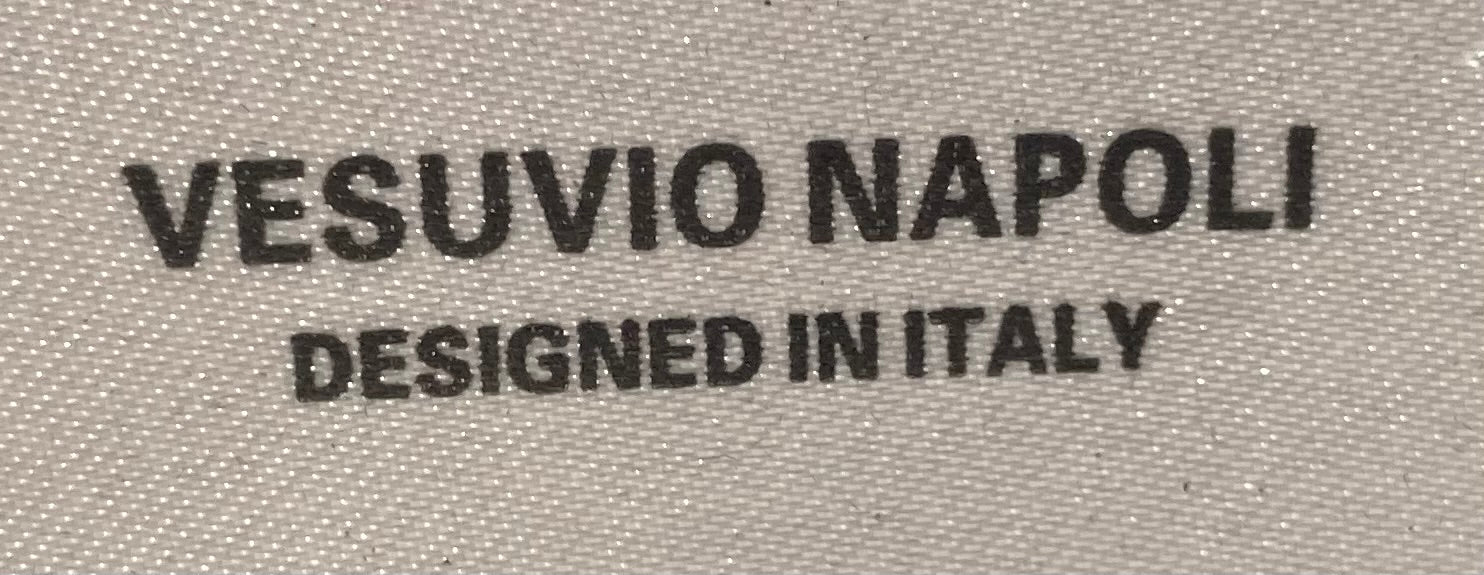 VESUVIO NAPOLI
DESIGNED IN ITALY